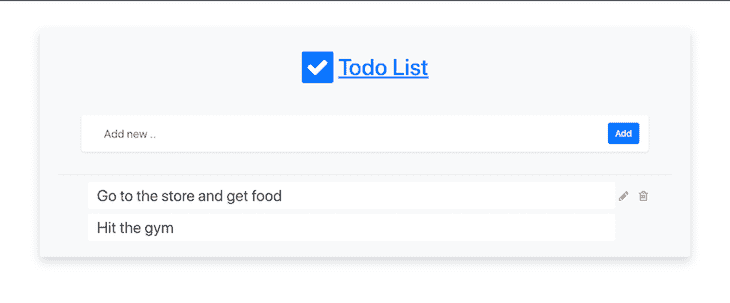 Todo List
Add new ..
Add
Go to the store and get food
Hit the gym